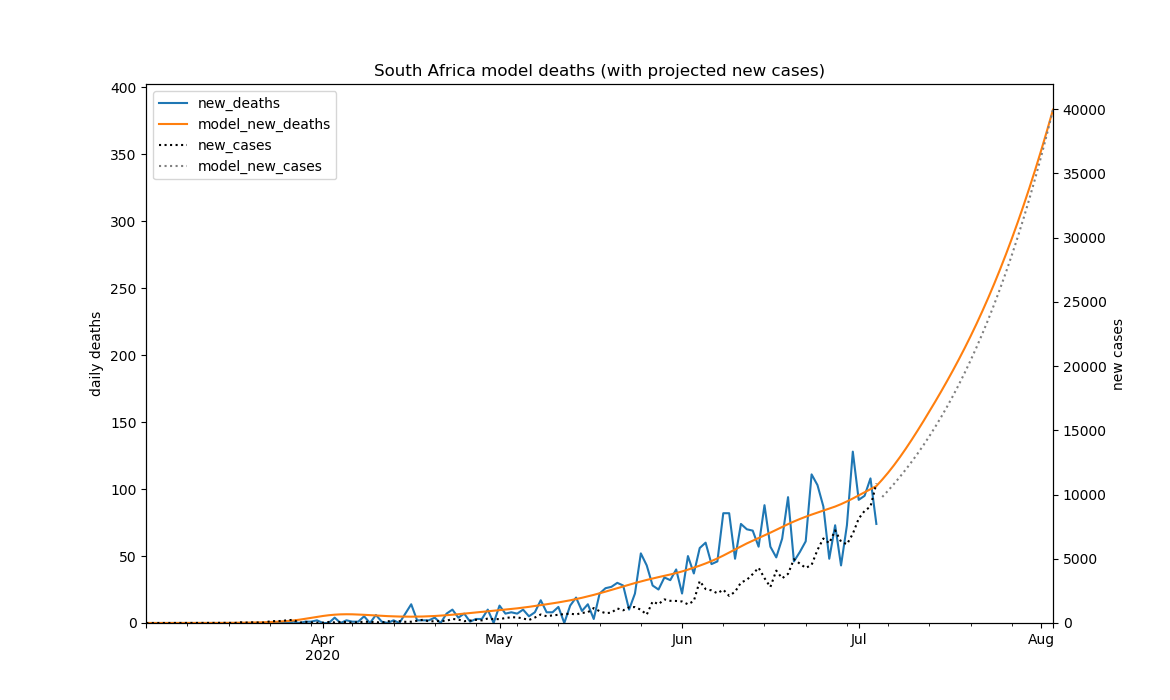 South Africa model deaths (with projected new cases)
new_deaths
model_new_deaths
new_cases
model_new_cases
400
350
300
250
200
150
100
50
0
daily deaths
40000
35000
30000
25000
20000
15000
10000
5000
0
new cases
Apr
2020
May
Jun
Jul
Aug